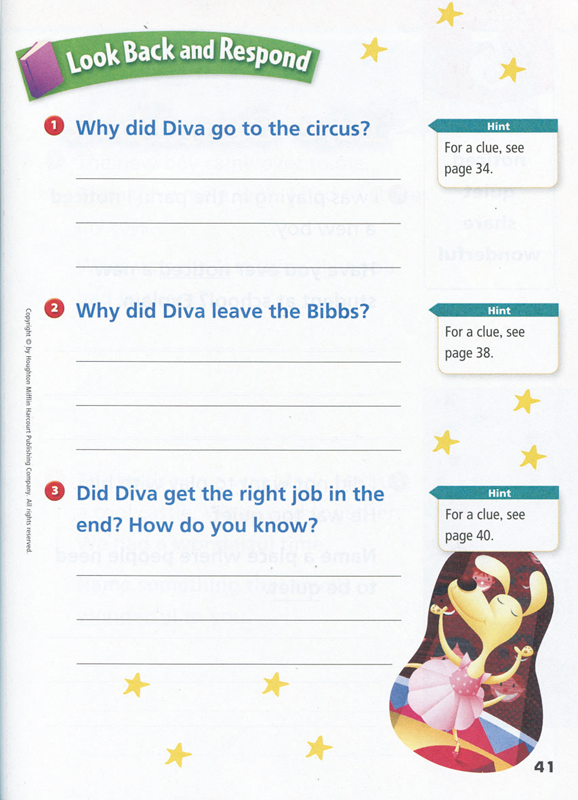 Look Back and Respond
1 Why did Diva go to the circus?
Hint
For a clue, see
page 34.
2 Why did Diva leave the Bibbs?
Hint
For a clue, see
page 38.
3 Did Diva get the right job in the
end? How do you know?
Hint
For a clue, see
page 40.
Copyright © by Houghton Mifflin Harcourt Publishing Company. All rights reserved.
41